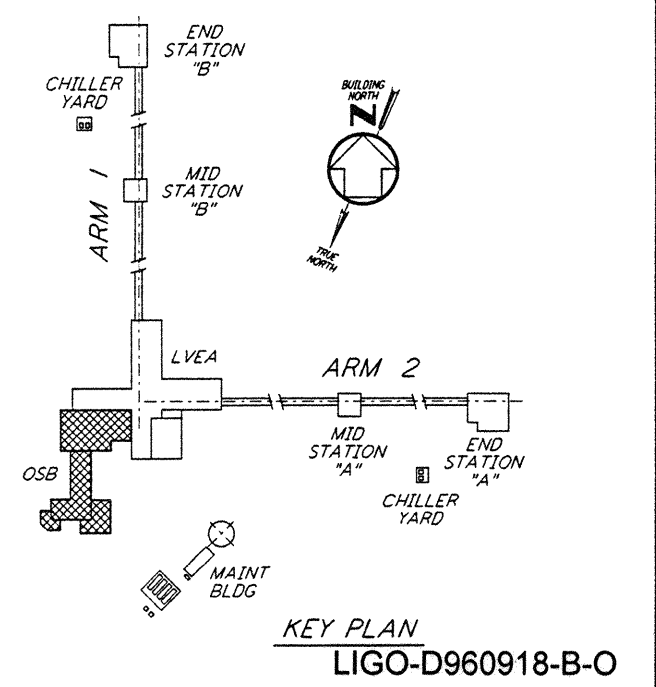 END
STATION
"B"
CHILLER
YARD
BUILDING
NORTH
N
MID
STATION
"B"
ARM 1
TRUE
NORTH
LVEA
ARM 2
MID
STATION
"A"
END
STATION
"A"
OSB
CHILLER
YARD
MAINT
BLDG
KEY PLAN
LIGO-D960918-B-O